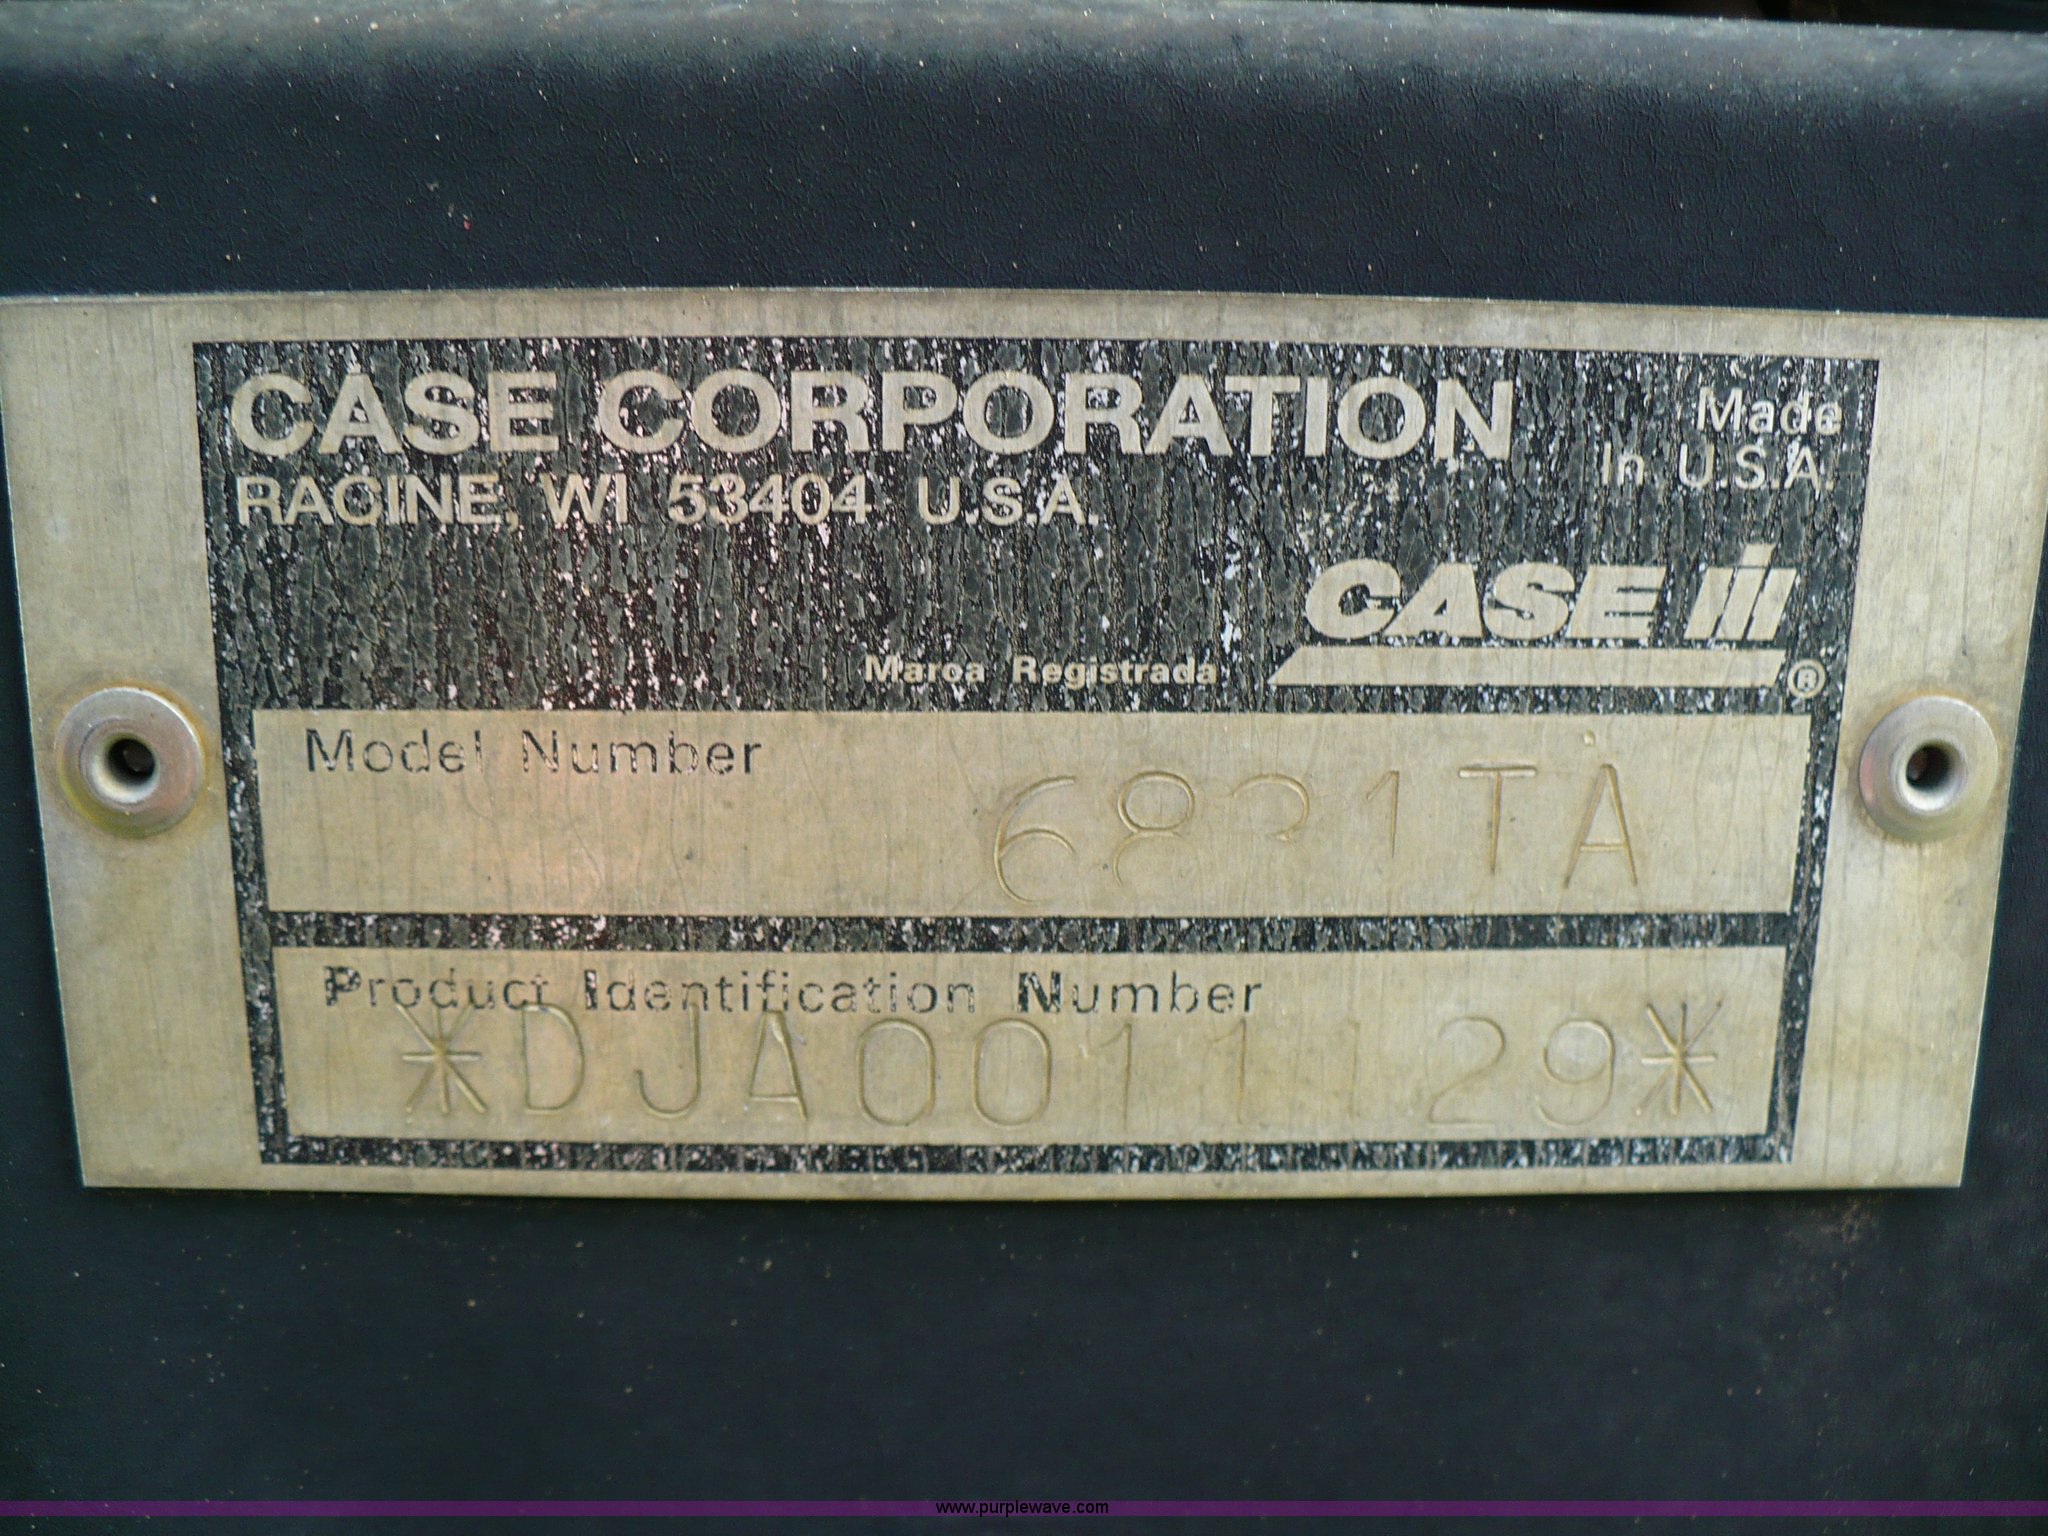 CASE CORPORATION
Made
In U.S.A.
RACINE, WI 53404 U.S.A.
CASE IH
Marca Registrada ®
Model Number
6831TA
Product Identification Number
*DJA0011129*
www.purplewave.com